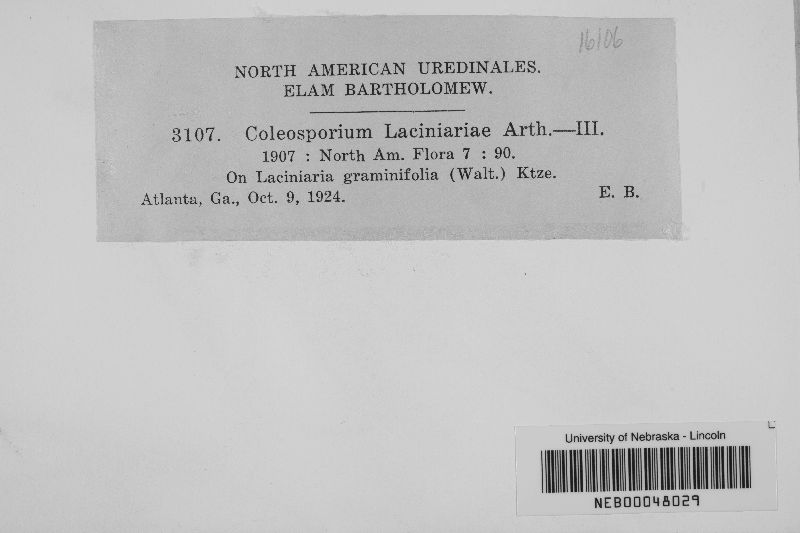 16106
NORTH AMERICAN UREDINALES.
ELAM BARTHOLOMEW.
3107. Coleosporium Laciniariae Arth.—III.
1907 : North Am. Flora 7 : 90.
On Laciniaria graminifolia (Walt.) Ktze.
Atlanta, Ga., Oct. 9, 1924. E. B.
University of Nebraska - Lincoln
NEB00048029